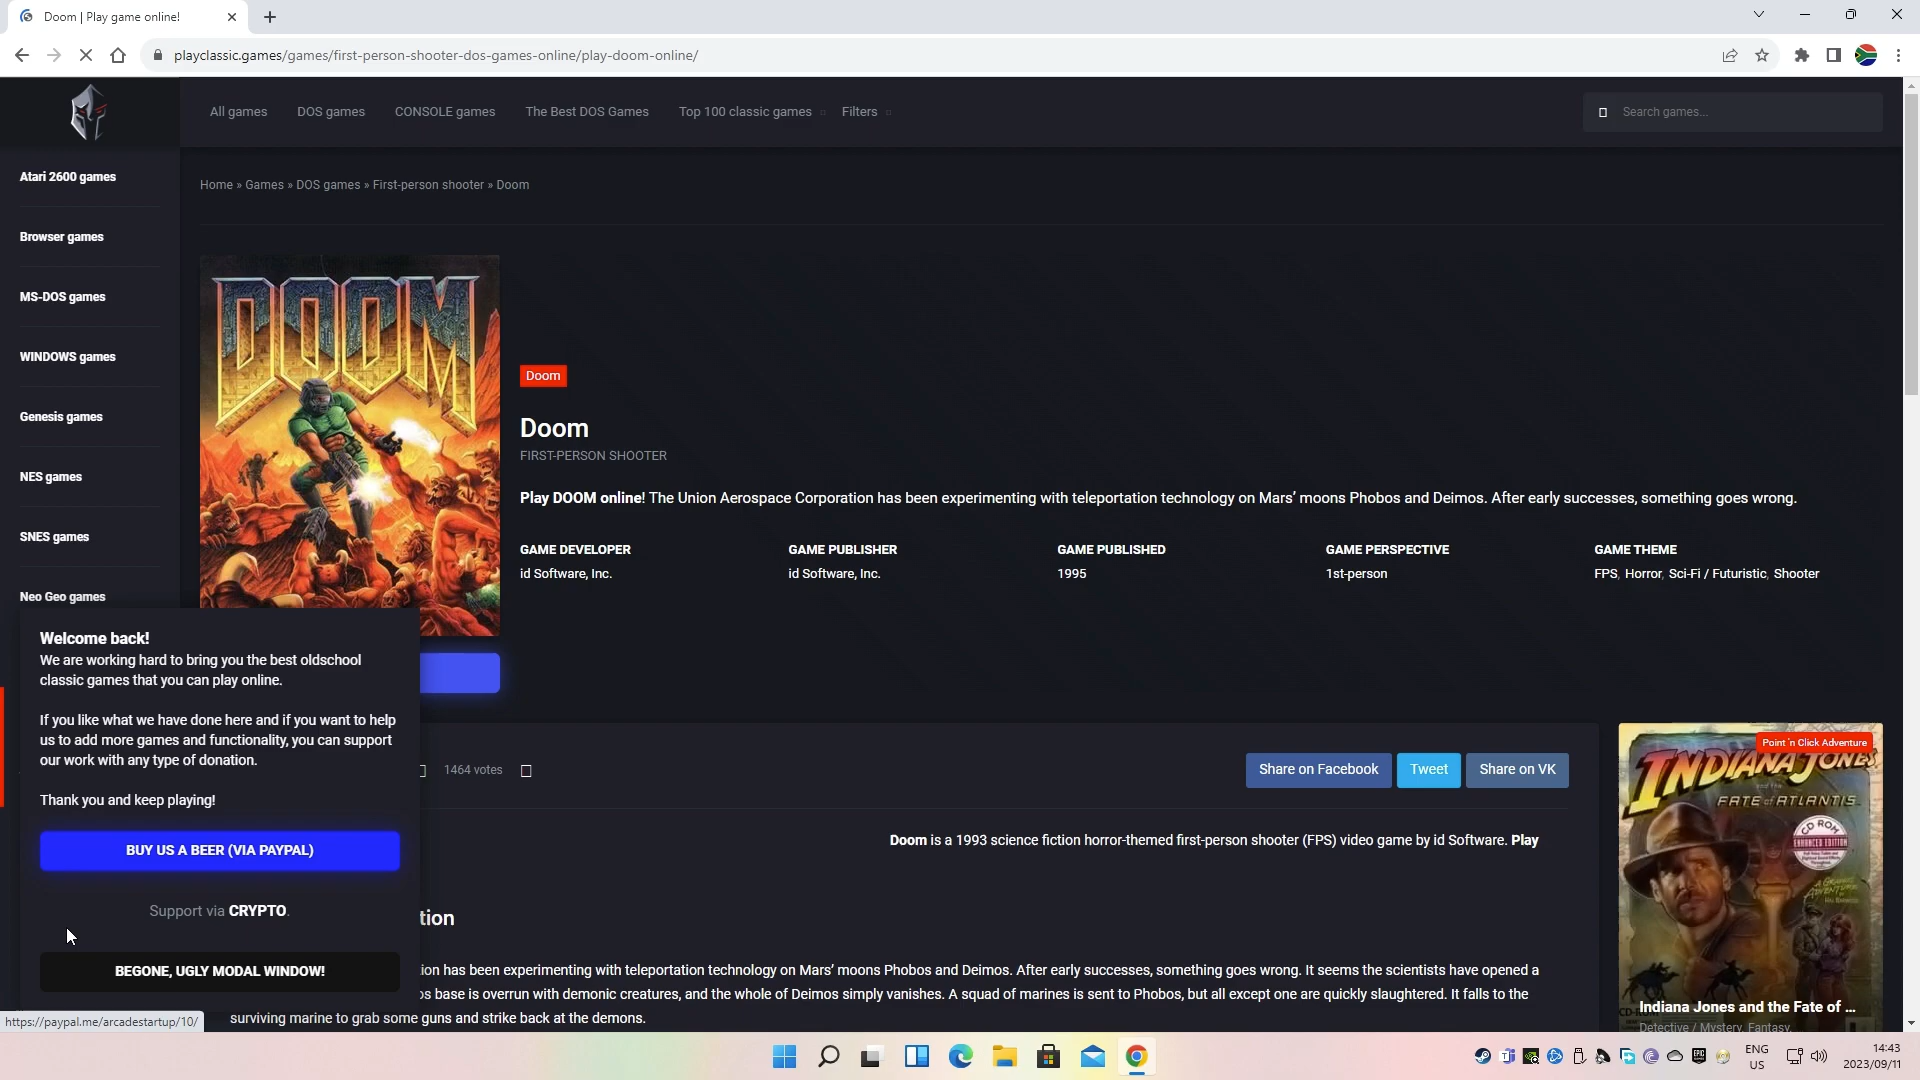 Doom | Play game online!
playclassic.games/games/first-person-shooter-dos-games-online/play-doom-online/
All games
DOS games
CONSOLE games
The Best DOS Games
Top 100 classic games
Filters
Search games...
Atari 2600 games
Browser games
MS-DOS games
WINDOWS games
Genesis games
NES games
SNES games
Neo Geo games
Home » Games » DOS games » First-person shooter » Doom
DOOM
Doom
Doom
FIRST-PERSON SHOOTER
Play DOOM online! The Union Aerospace Corporation has been experimenting with teleportation technology on Mars’ moons Phobos and Deimos. After early successes, something goes wrong.
GAME DEVELOPER
id Software, Inc.
GAME PUBLISHER
id Software, Inc.
GAME PUBLISHED
1995
GAME PERSPECTIVE
1st-person
GAME THEME
FPS, Horror, Sci-Fi / Futuristic, Shooter
Welcome back!
We are working hard to bring you the best oldschool
classic games that you can play online.
If you like what we have done here and if you want to help
us to add more games and functionality, you can support
our work with any type of donation.
Thank you and keep playing!
BUY US A BEER (VIA PAYPAL)
Support via CRYPTO.
BEGONE, UGLY MODAL WINDOW!
1464 votes
Share on Facebook
Tweet
Share on VK
Doom is a 1993 science fiction horror-themed first-person shooter (FPS) video game by id Software. Play
tion
ion has been experimenting with teleportation technology on Mars’ moons Phobos and Deimos. After early successes, something goes wrong. It seems the scientists have opened a
os base is overrun with demonic creatures, and the whole of Deimos simply vanishes. A squad of marines is sent to Phobos, but all except one are quickly slaughtered. It falls to the
surviving marine to grab some guns and strike back at the demons.
Point 'n Click Adventure
INDIANA JONES
and the
FATE of ATLANTIS
CD ROM
ENHANCED EDITION
Indiana Jones and the Fate of ...
Detective / Mystery, Fantasy,
https://paypal.me/arcadestartup/10/
ENG
US
14:43
2023/09/11